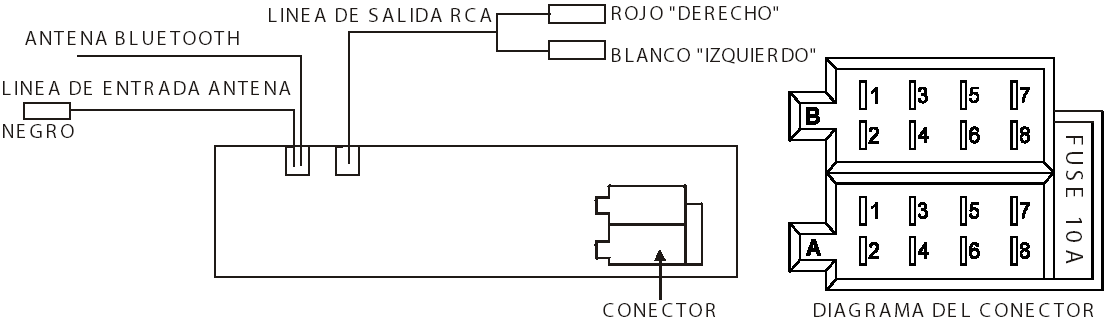 LINEA DE SALIDA RCA
ROJO "DERECHO"
ANTENA BLUETOOTH
BLANCO "IZQUIERDO"
LINEA DE ENTRADA ANTENA
NEGRO
B
1 3 5 7
2 4 6 8
A
1 3 5 7
2 4 6 8
FUSE 10A
CONECTOR
DIAGRAMA DEL CONECTOR